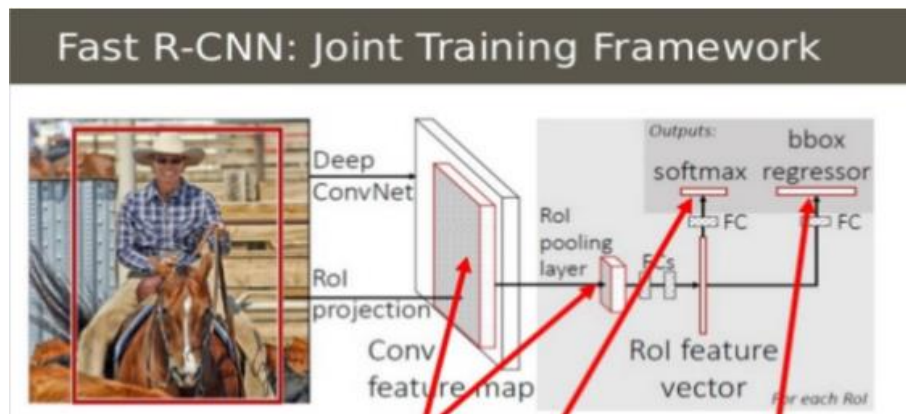 Fast R-CNN: Joint Training Framework
Deep
ConvNet
RoI
projection
Conv
feature map
RoI
pooling
layer
FCs
Outputs:
softmax
bbox
regressor
FC
FC
RoI feature
vector
For each RoI